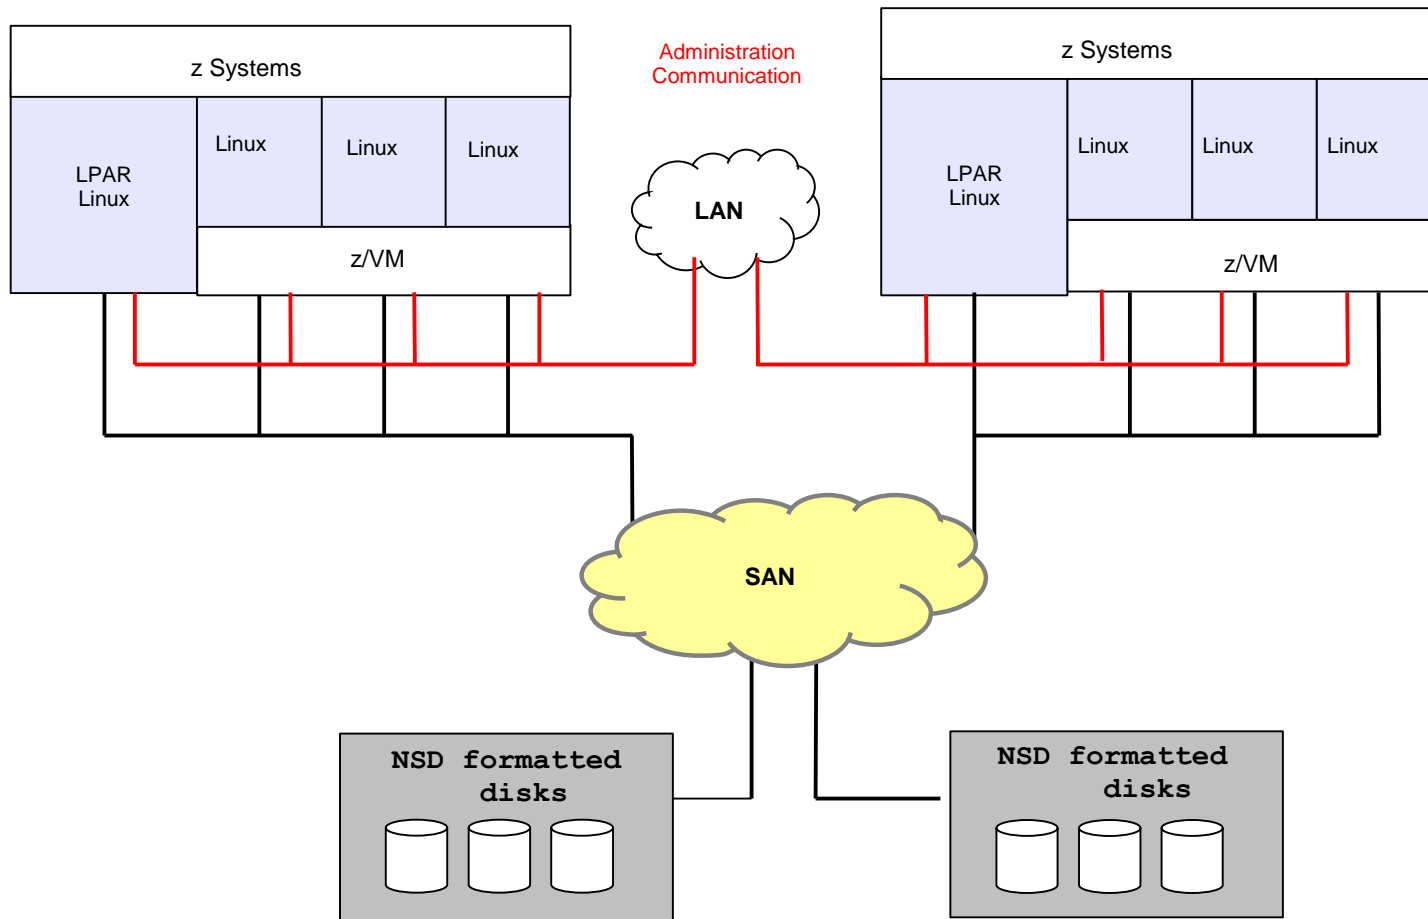 z Systems
LPAR
Linux
Linux
Linux
Linux
z/VM
Administration
Communication
LAN
z Systems
LPAR
Linux
Linux
Linux
Linux
z/VM
SAN
NSD formatted
disks
NSD formatted
disks